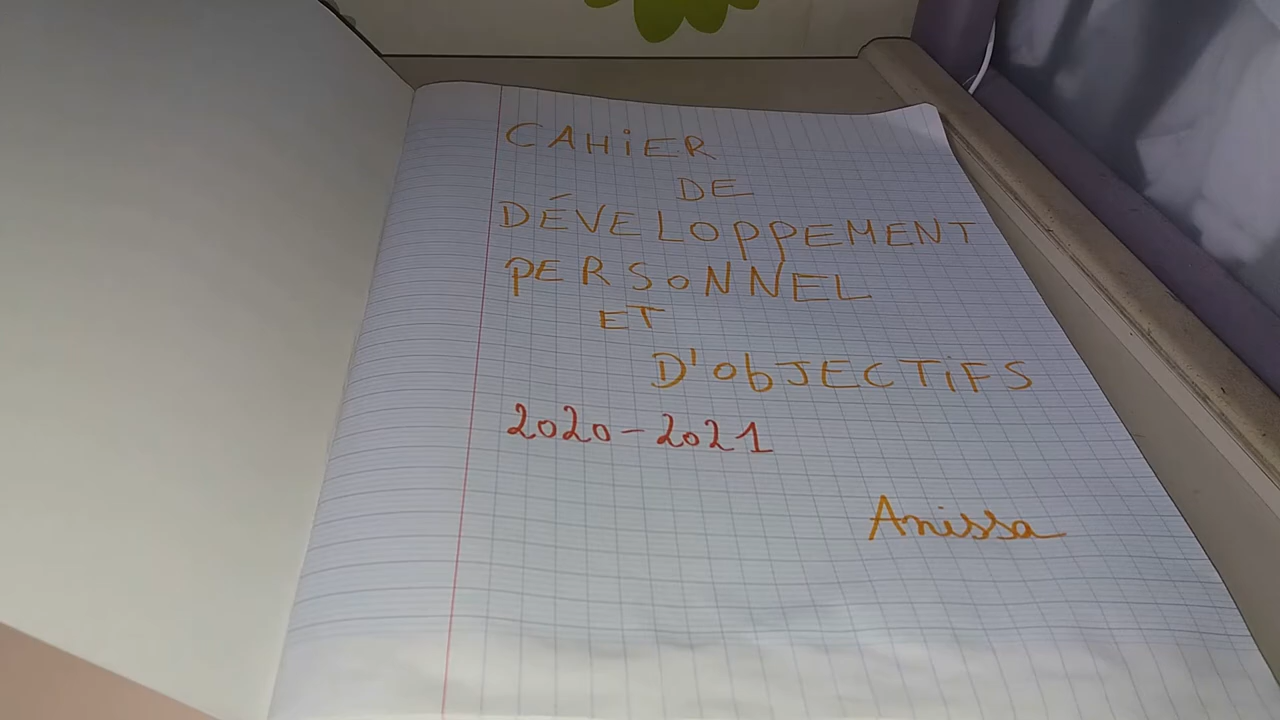 CAHiER
DE
DÉVELOPPEMENT
PERSONNEL
ET
D'ObJECTiFS
2020-2021
Anissa